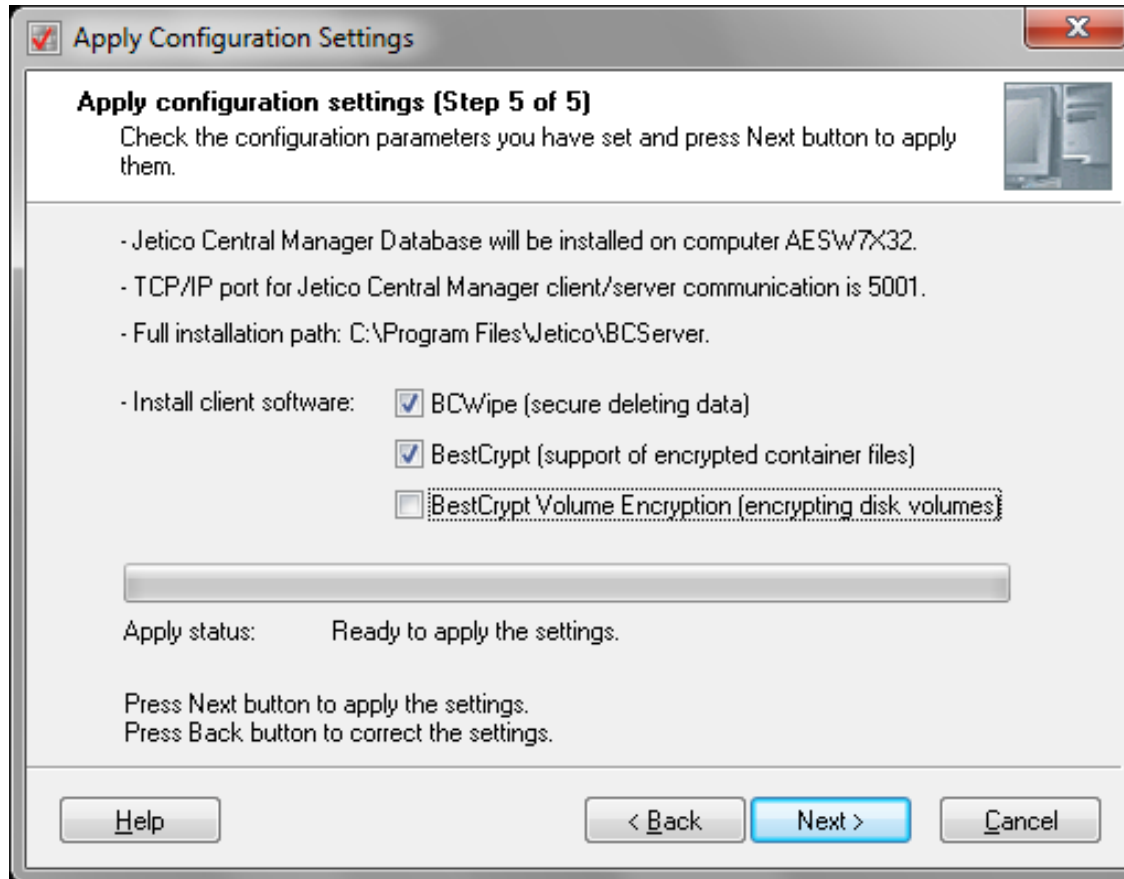 Apply Configuration Settings
Apply configuration settings (Step 5 of 5)
Check the configuration parameters you have set and press Next button to apply
them.
- Jetico Central Manager Database will be installed on computer AESW7X32.
- TCP/IP port for Jetico Central Manager client/server communication is 5001.
- Full installation path: C:\Program Files\Jetico\BCServer.
- Install client software: BCWipe (secure deleting data)
BestCrypt (support of encrypted container files)
BestCrypt Volume Encryption (encrypting disk volumes)
Apply status: Ready to apply the settings.
Press Next button to apply the settings.
Press Back button to correct the settings.
Help < Back Next > Cancel